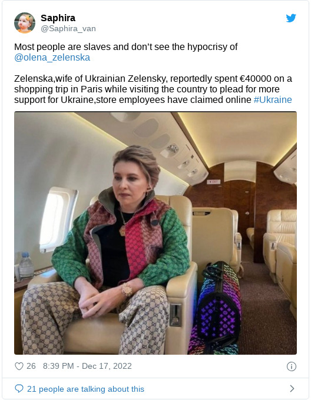 Saphira
@Saphira_van
Most people are slaves and don't see the hypocrisy of
@olena_zelenska
Zelenska,wife of Ukrainian Zelensky, reportedly spent €40000 on a
shopping trip in Paris while visiting the country to plead for more
support for Ukraine,store employees have claimed online #Ukraine
26 8:39 PM - Dec 17, 2022
21 people are talking about this